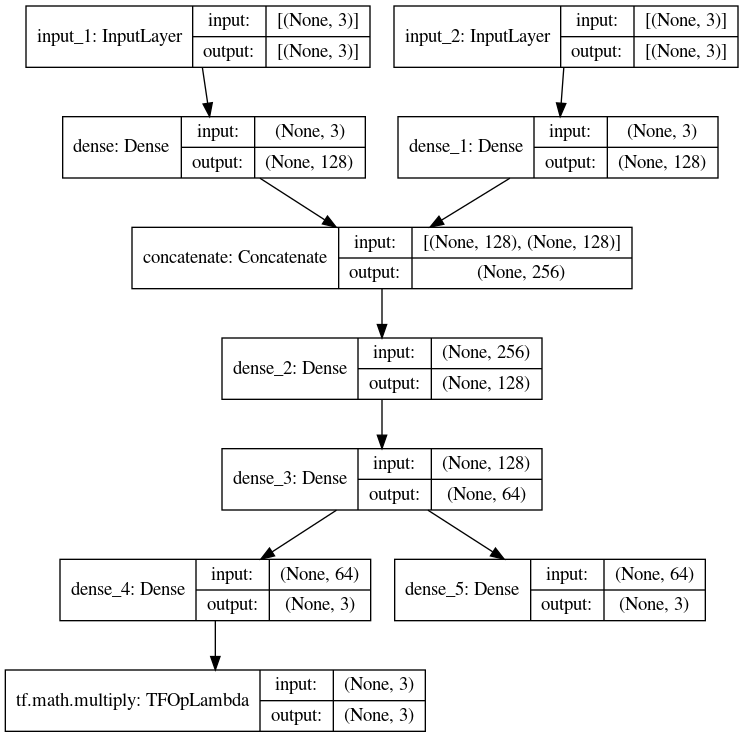 input_1: InputLayer input: [(None, 3)]
output: [(None, 3)]
input_2: InputLayer input: [(None, 3)]
output: [(None, 3)]
dense: Dense input: (None, 3)
output: (None, 128)
dense_1: Dense input: (None, 3)
output: (None, 128)
concatenate: Concatenate input: [(None, 128), (None, 128)]
output: (None, 256)
dense_2: Dense input: (None, 256)
output: (None, 128)
dense_3: Dense input: (None, 128)
output: (None, 64)
dense_4: Dense input: (None, 64)
output: (None, 3)
dense_5: Dense input: (None, 64)
output: (None, 3)
tf.math.multiply: TFOpLambda input: (None, 3)
output: (None, 3)